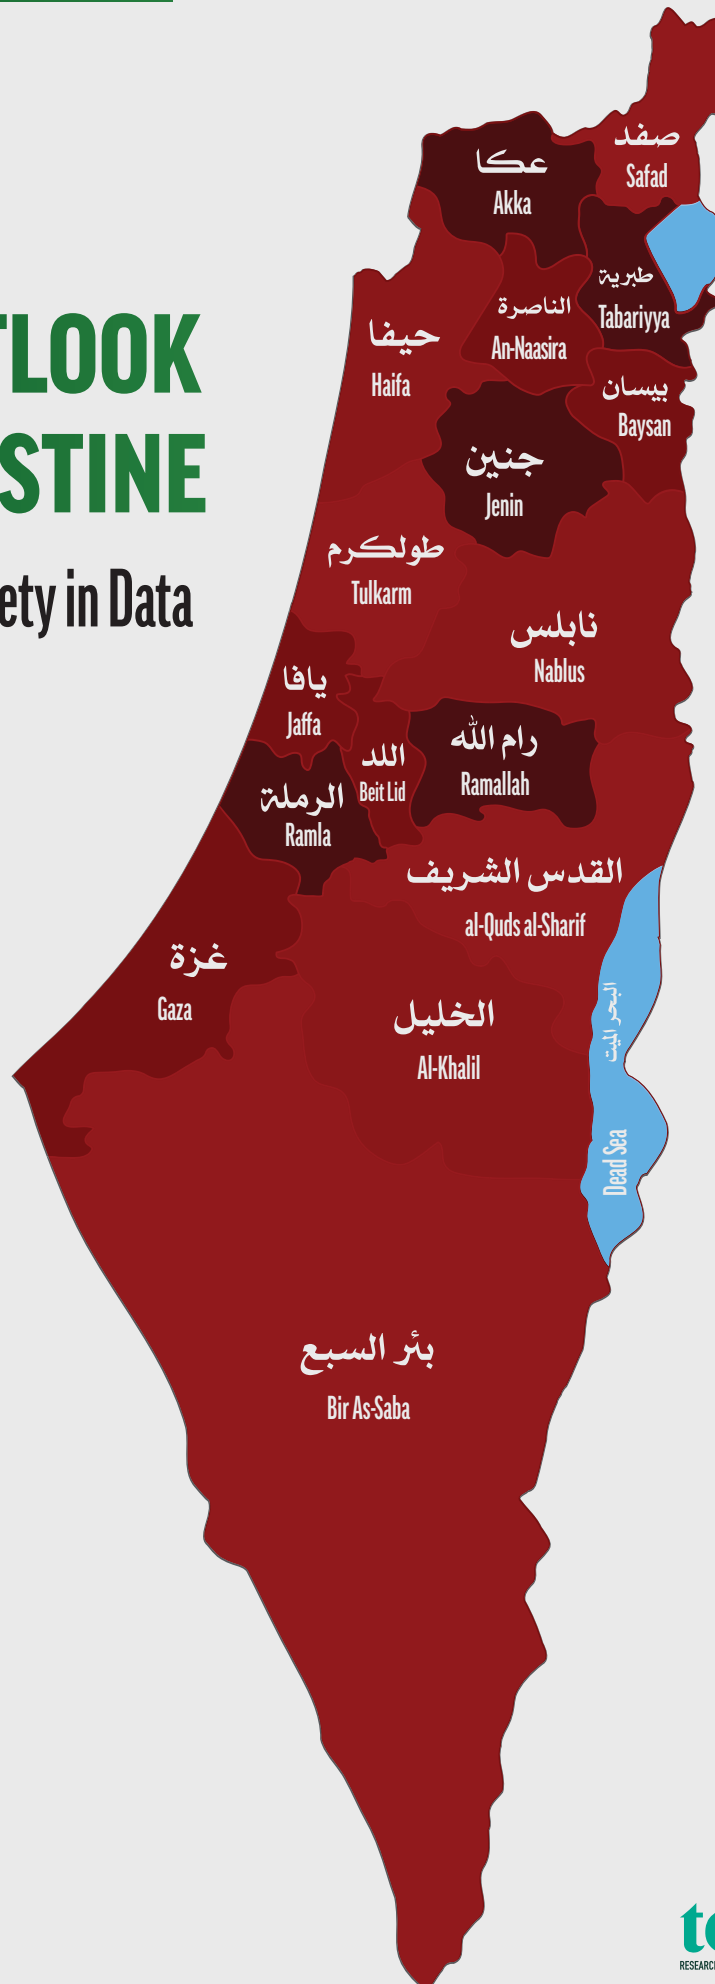 صفد
Safad
عكا
Akka
طبرية
Tabariyya
الناصرة
An-Naasira
حيفا
Haifa
TLOOK
بيسان
Baysan
جنين
Jenin
STINE
طولكرم
Tulkarm
ety in Data
نابلس
Nablus
يافا
Jaffa
اللد
Beit Lid
رام الله
Ramallah
الرملة
Ramla
القدس الشريف
al-Quds al-Sharif
غزة
Gaza
الخليل
Al-Khalil
البحر الميت
Dead Sea
بئر السبع
Bir As-Saba
te
RESEARC